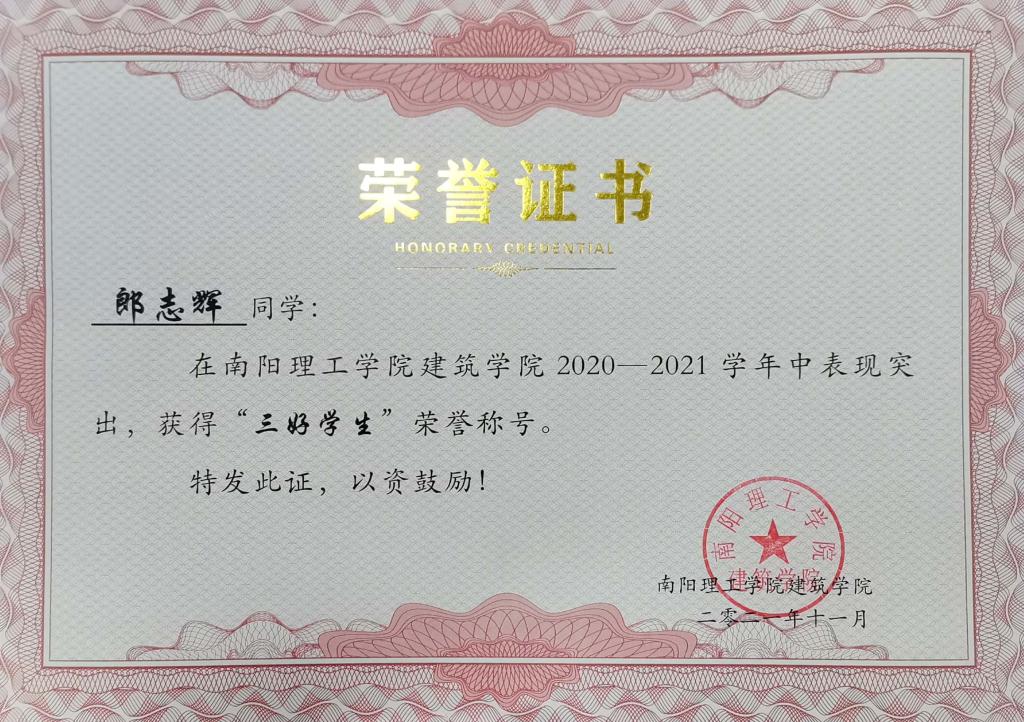 荣誉证书
HONORARY CREDENTIAL
郎志辉 同学：
在南阳理工学院建筑学院 2020—2021 学年中表现突
出，获得“三好学生”荣誉称号。
特发此证，以资鼓励！
南阳理工学院
建筑学院
南阳理工学院建筑学院
二零二一年十一月